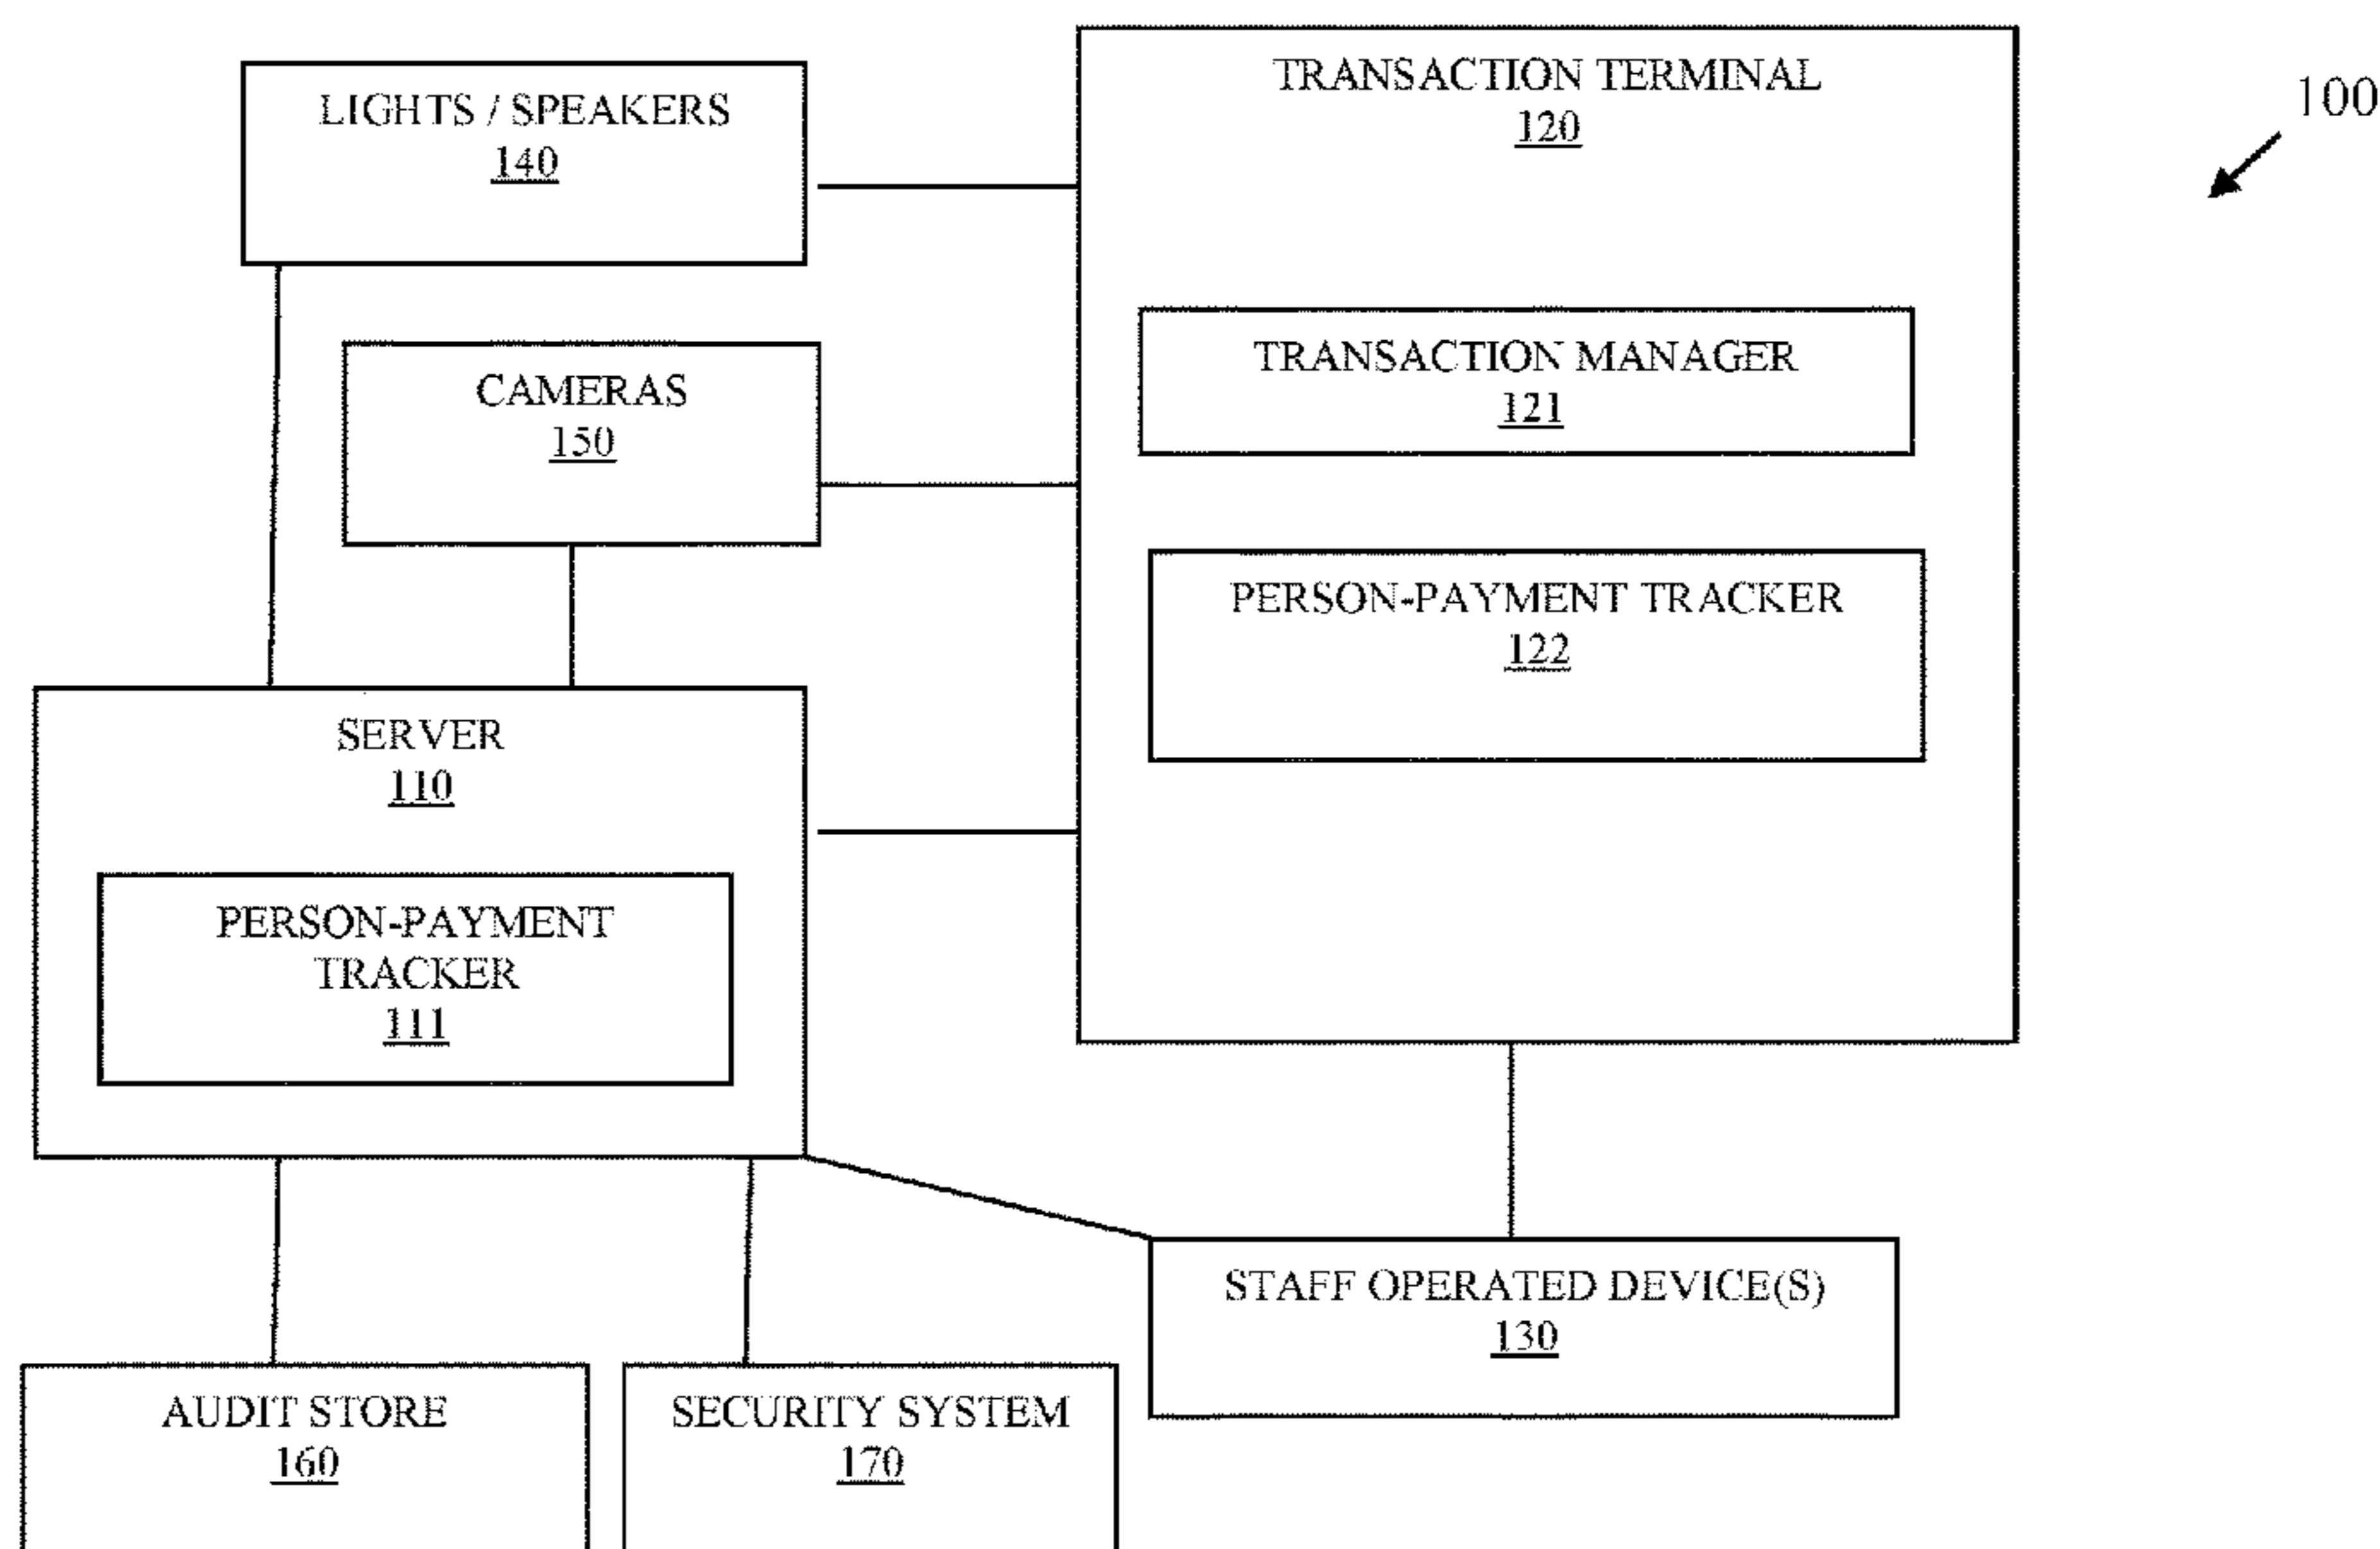 TRANSACTION TERMINAL
120
100
LIGHTS / SPEAKERS
140
TRANSACTION MANAGER
121
CAMERAS
150
PERSON-PAYMENT TRACKER
122
SERVER
110
PERSON-PAYMENT
TRACKER
111
STAFF OPERATED DEVICE(S)
130
AUDIT STORE
160
SECURITY SYSTEM
170